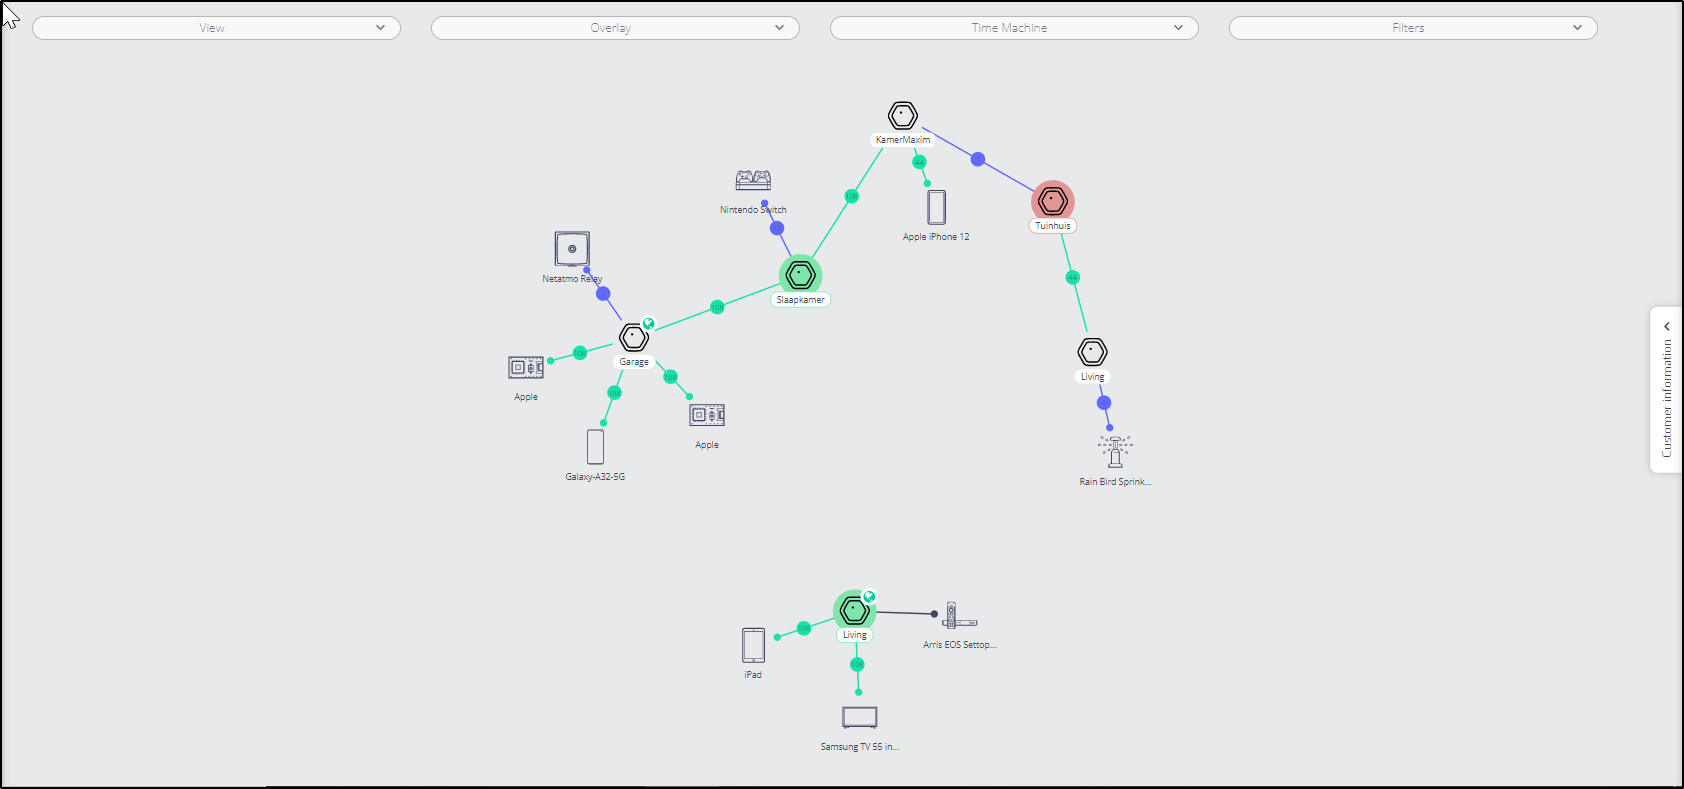 View
Overlay
Time Machine
Filters
KamerMaxim
44
Nintendo Switch
108
Tuinhuis
Apple iPhone 12
Netatmo Relay
Slaapkamer
44
108
Garage
108
Living
108
108
Apple
Apple
Galaxy-A32-5G
Rain Bird Sprink...
Customer information
Living
108
Arris EOS Settop...
108
iPad
Samsung TV 55 in...